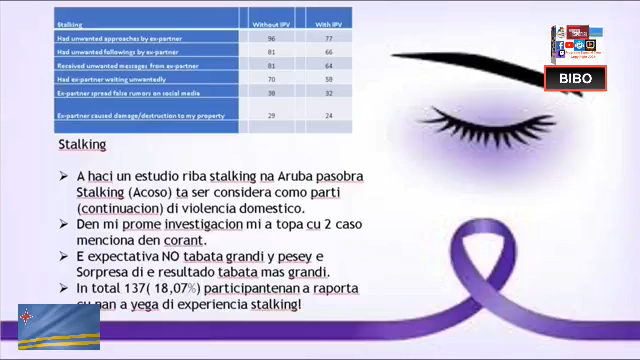 Stalking Without IPV With IPV
Had unwanted approaches by ex-partner 96 77
Had unwanted followings by ex-partner 81 66
Received unwanted messages from ex-partner 81 64
Had ex-partner waiting unwantedly 70 58
Ex-partner spread false rumors on social media 38 32
Ex-partner caused damage/destruction to my property 29 24
BIBO
Stalking
➢ A haci un estudio riba stalking na Aruba pasobra
Stalking (Acoso) ta ser considera como parti
(continuacion) di violencia domestico.
➢ Den mi prome investigacion mi a topa cu 2 caso
menciona den corant.
➢ E expectativa NO tabata grandi y pesey e
Sorpresa di e resultado tabata mas grandi.
➢ In total 137( 18,07%) participantenan a raporta
cu nan a yega di experiencia stalking!